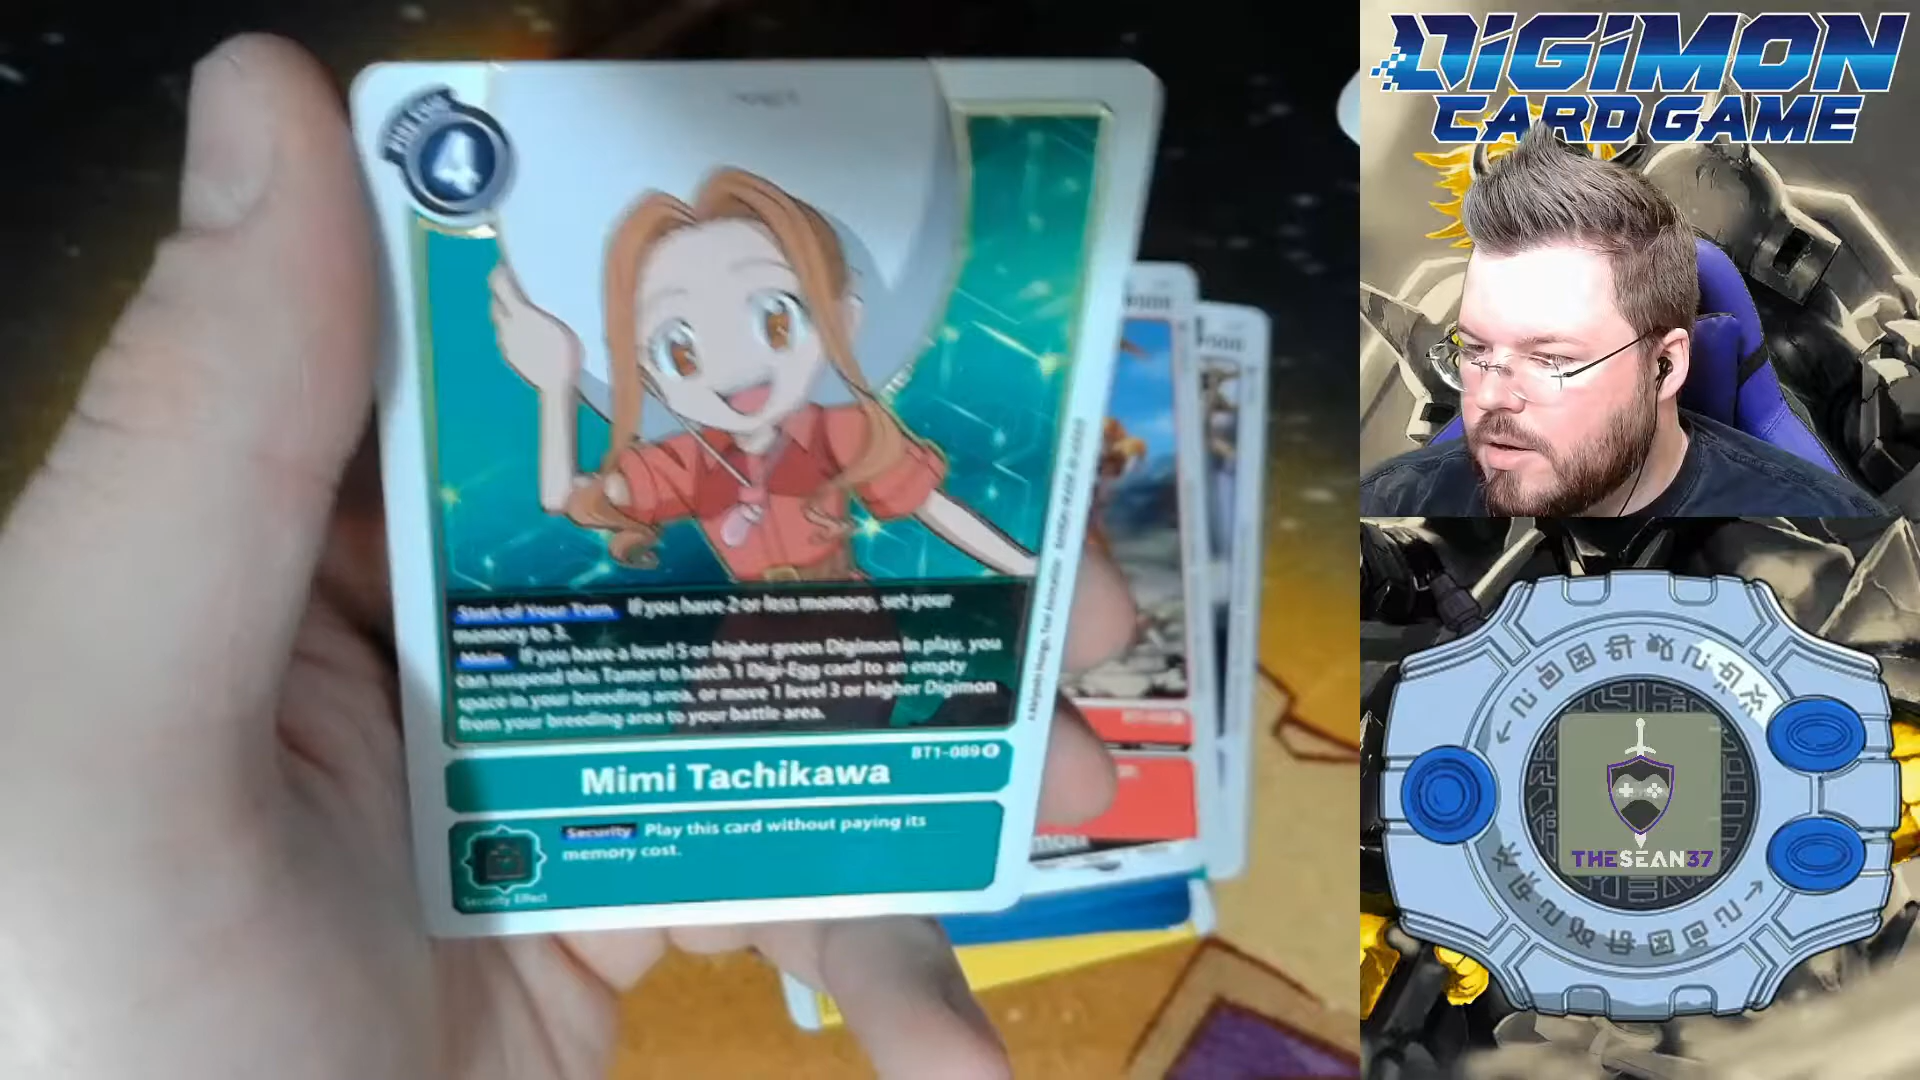 DIGIMON
CARD GAME
4
Start of Your Turn If you have 2 or less memory, set your
memory to 3.
Main If you have a level 5 or higher green Digimon in play, you
can suspend this Tamer to hatch 1 Digi-Egg card to an empty
space in your breeding area, or move 1 level 3 or higher Digimon
from your breeding area to your battle area.
BT1-089 R
Mimi Tachikawa
Security Play this card without paying its
memory cost.
Security Effect
THESEAN37